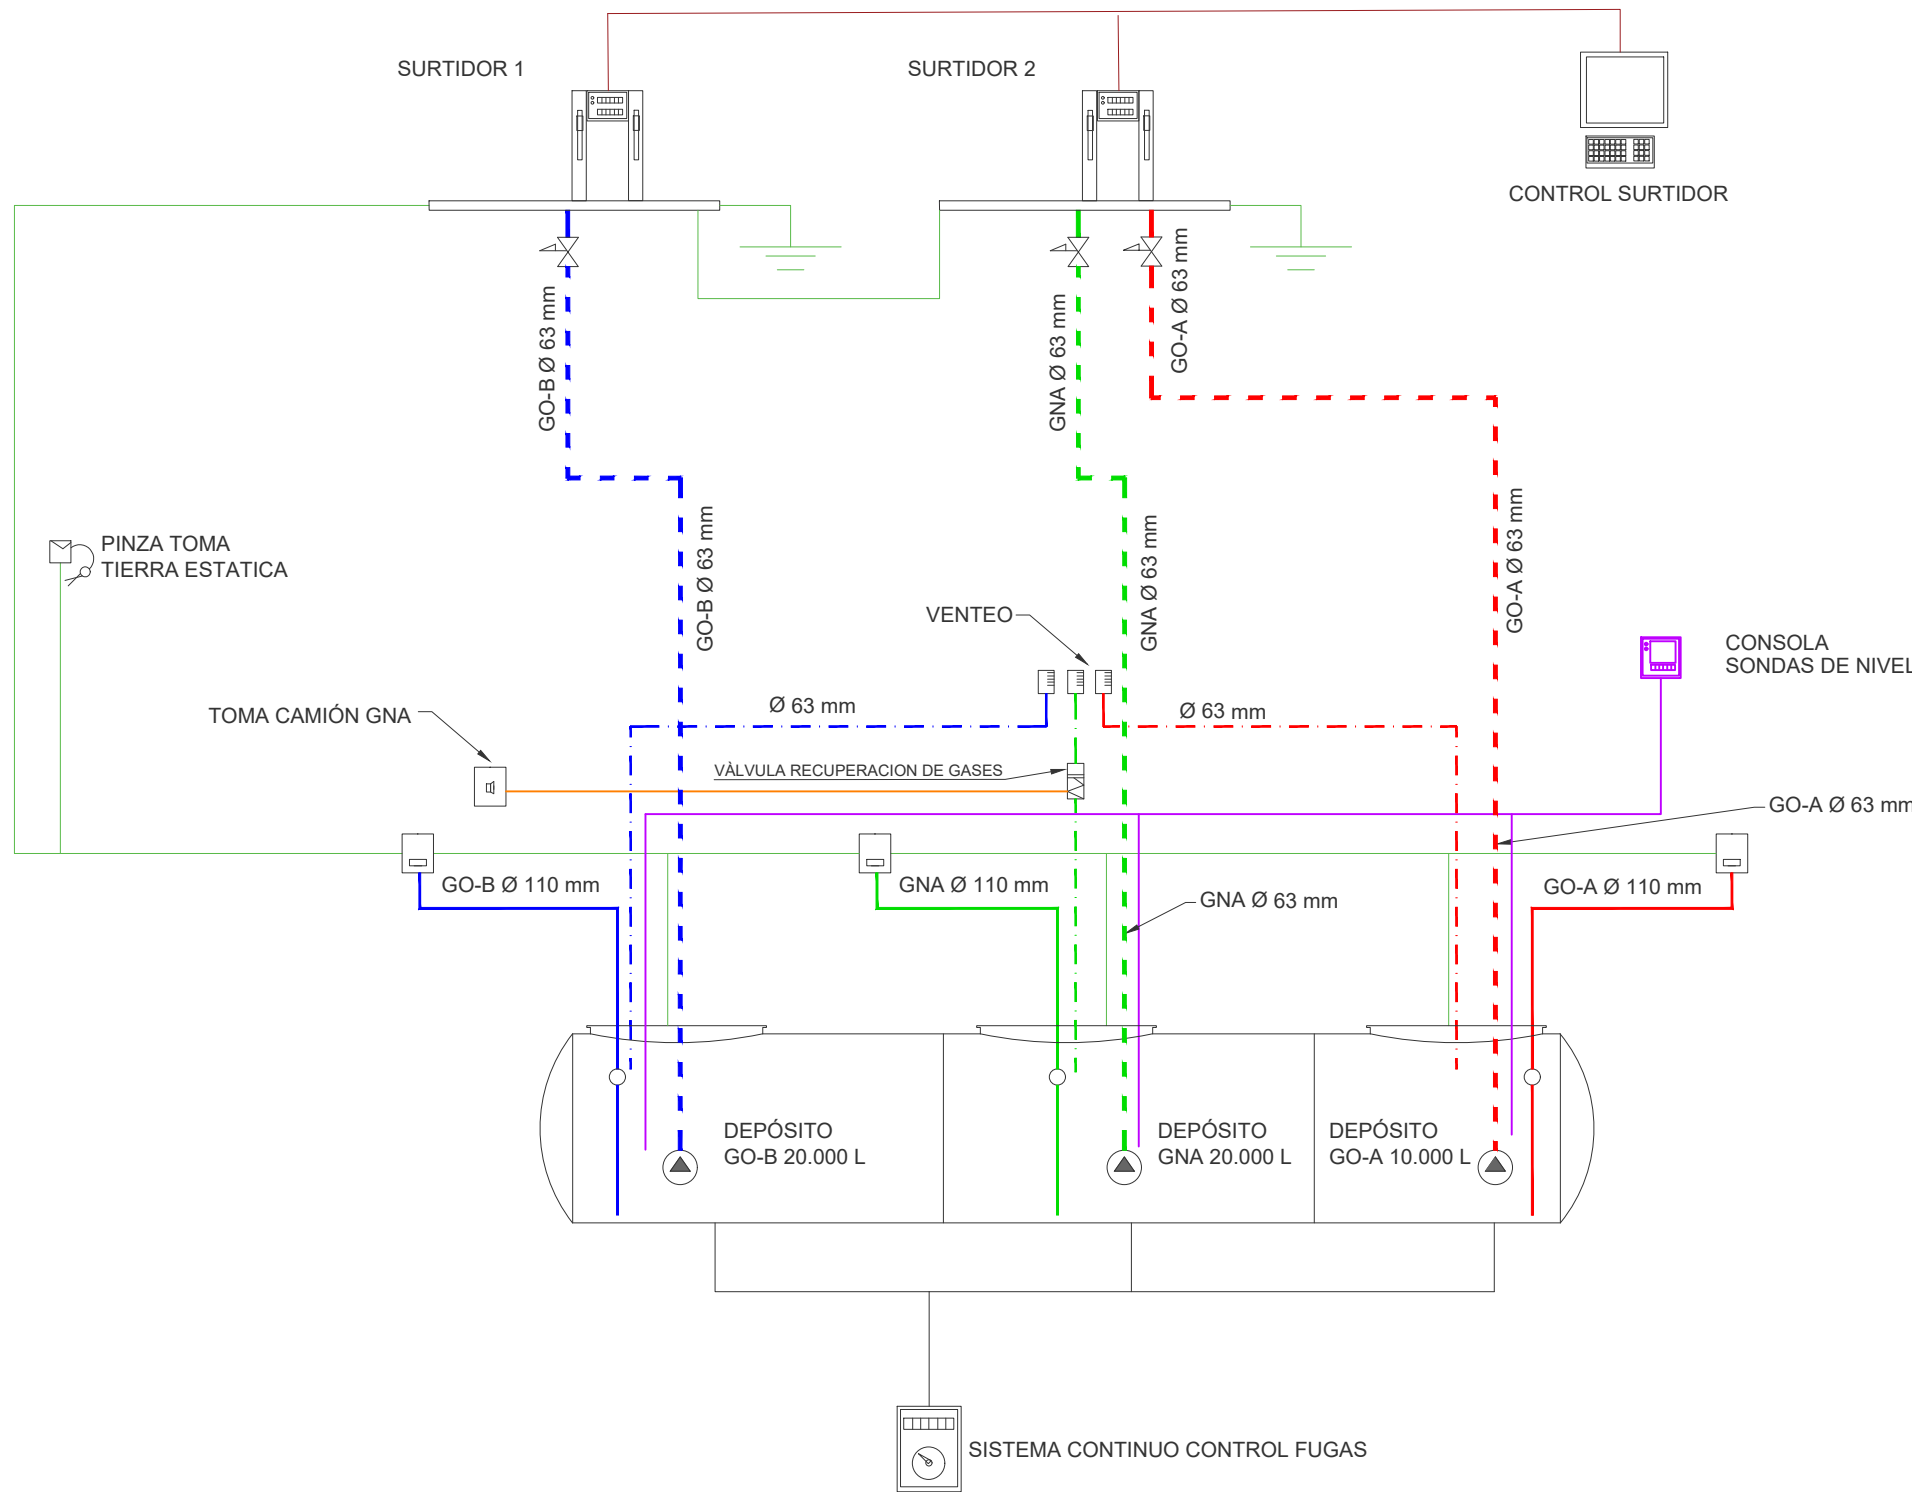 SURTIDOR 1
SURTIDOR 2
CONTROL SURTIDOR
GO-B Ø 63 mm
GNA Ø 63 mm
GO-A Ø 63 mm
PINZA TOMA
TIERRA ESTATICA
GO-B Ø 63 mm
GNA Ø 63 mm
GO-A Ø 63 mm
VENTEO
CONSOLA
SONDAS DE NIVEL
Ø 63 mm
Ø 63 mm
TOMA CAMIÓN GNA
VÀLVULA RECUPERACION DE GASES
GO-A Ø 63 mm
GO-B Ø 110 mm
GNA Ø 110 mm
GO-A Ø 110 mm
GNA Ø 63 mm
DEPÓSITO
GO-B 20.000 L
DEPÓSITO
GNA 20.000 L
DEPÓSITO
GO-A 10.000 L
SISTEMA CONTINUO CONTROL FUGAS